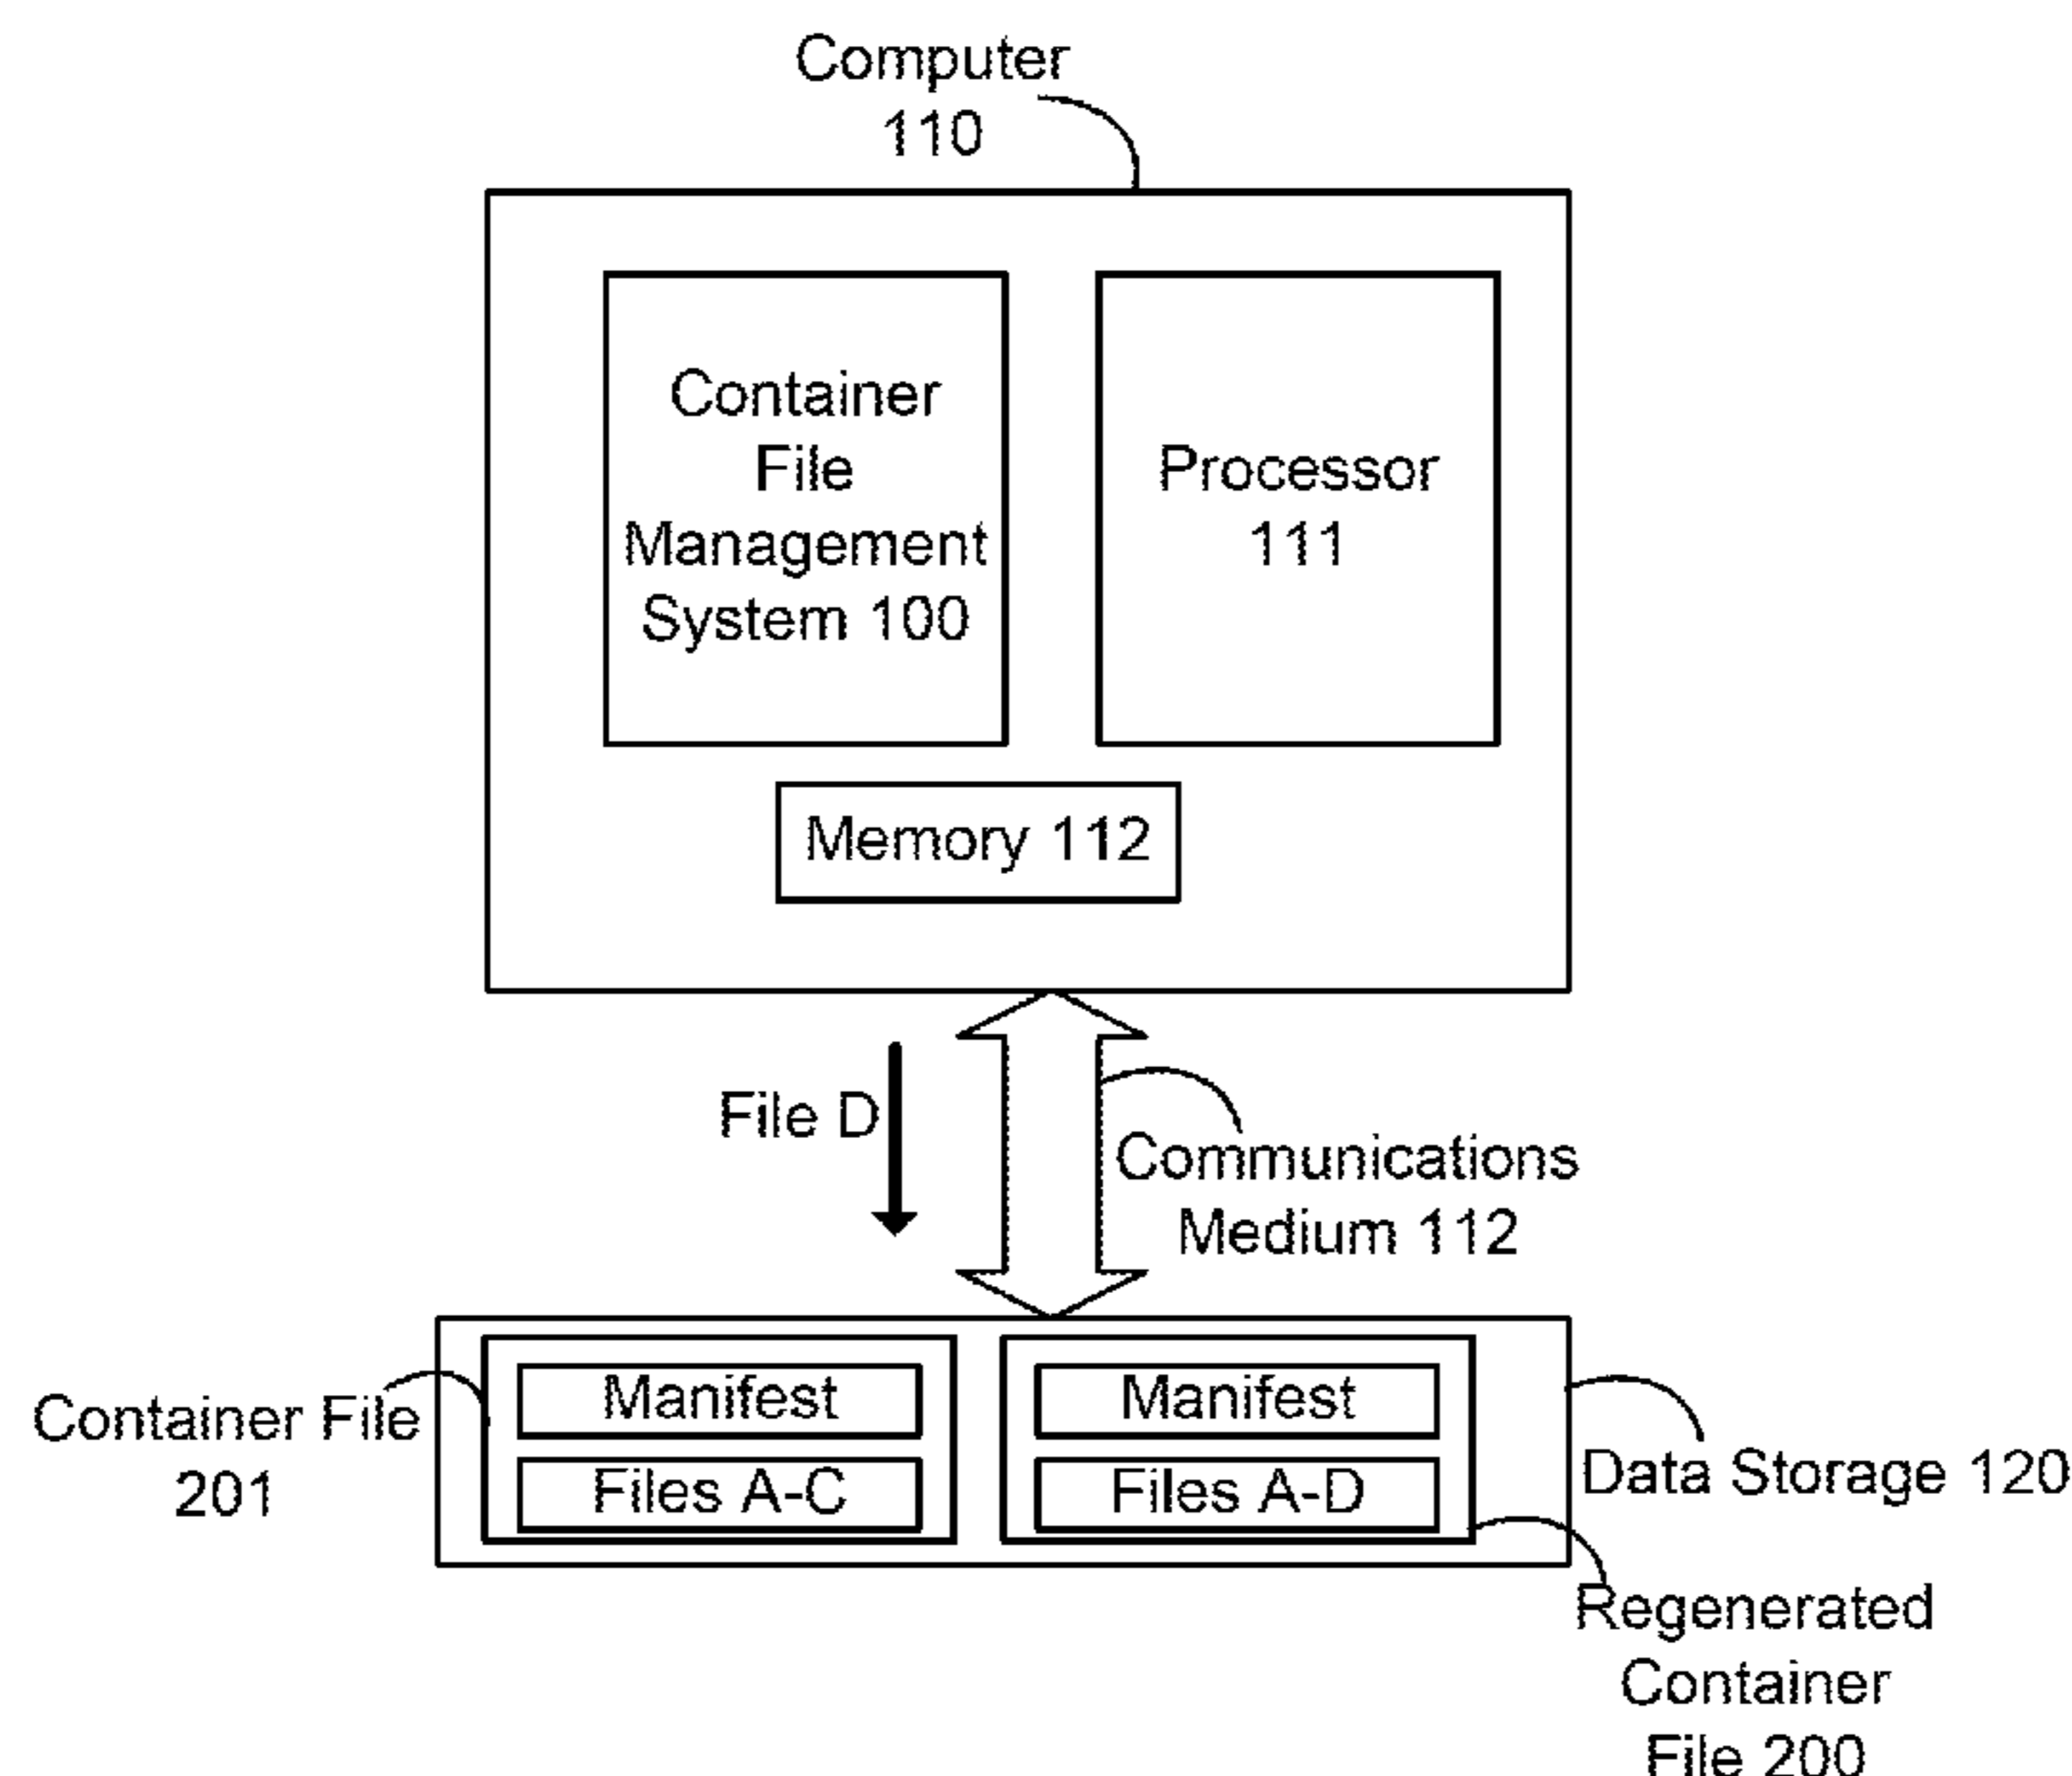 Computer
110
Container
File
Management
System 100
Processor
111
Memory 112
File D
Communications
Medium 112
Container File
201
Manifest
Files A-C
Manifest
Files A-D
Data Storage 120
Regenerated
Container
File 200